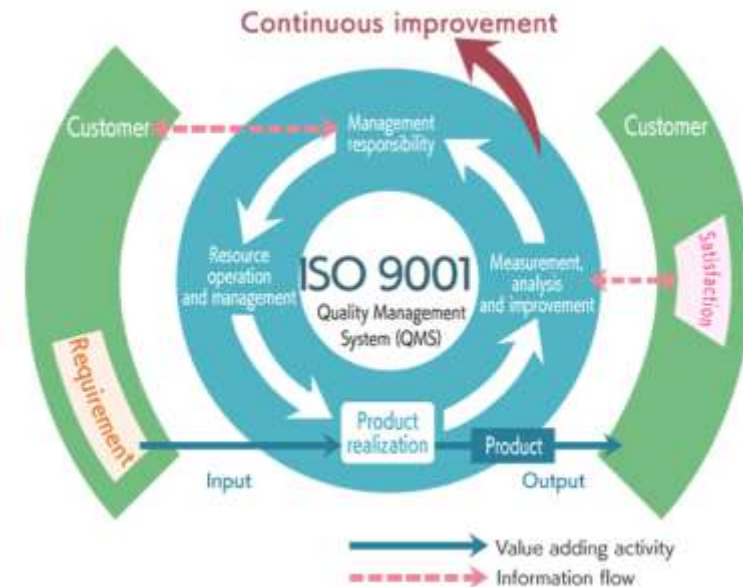 Continuous improvement
Customer
Management
responsibility
Customer
Resource
operation
and management
ISO 9001
Quality Management
System (QMS)
Measurement,
analysis
and improvement
Satisfaction
Requirement
Product
realization
Product
Input
Output
Value adding activity
Information flow